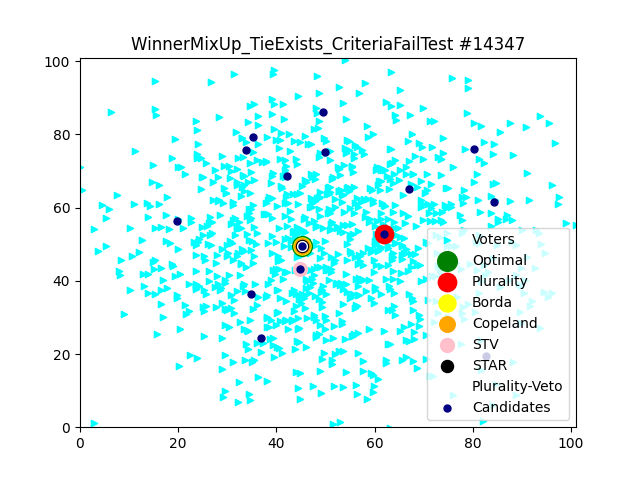 WinnerMixUp_TieExists_CriteriaFailTest #14347
100
80
60
40
20
0
0
20
40
60
80
100
Voters
Optimal
Plurality
Borda
Copeland
STV
STAR
Plurality-Veto
Candidates